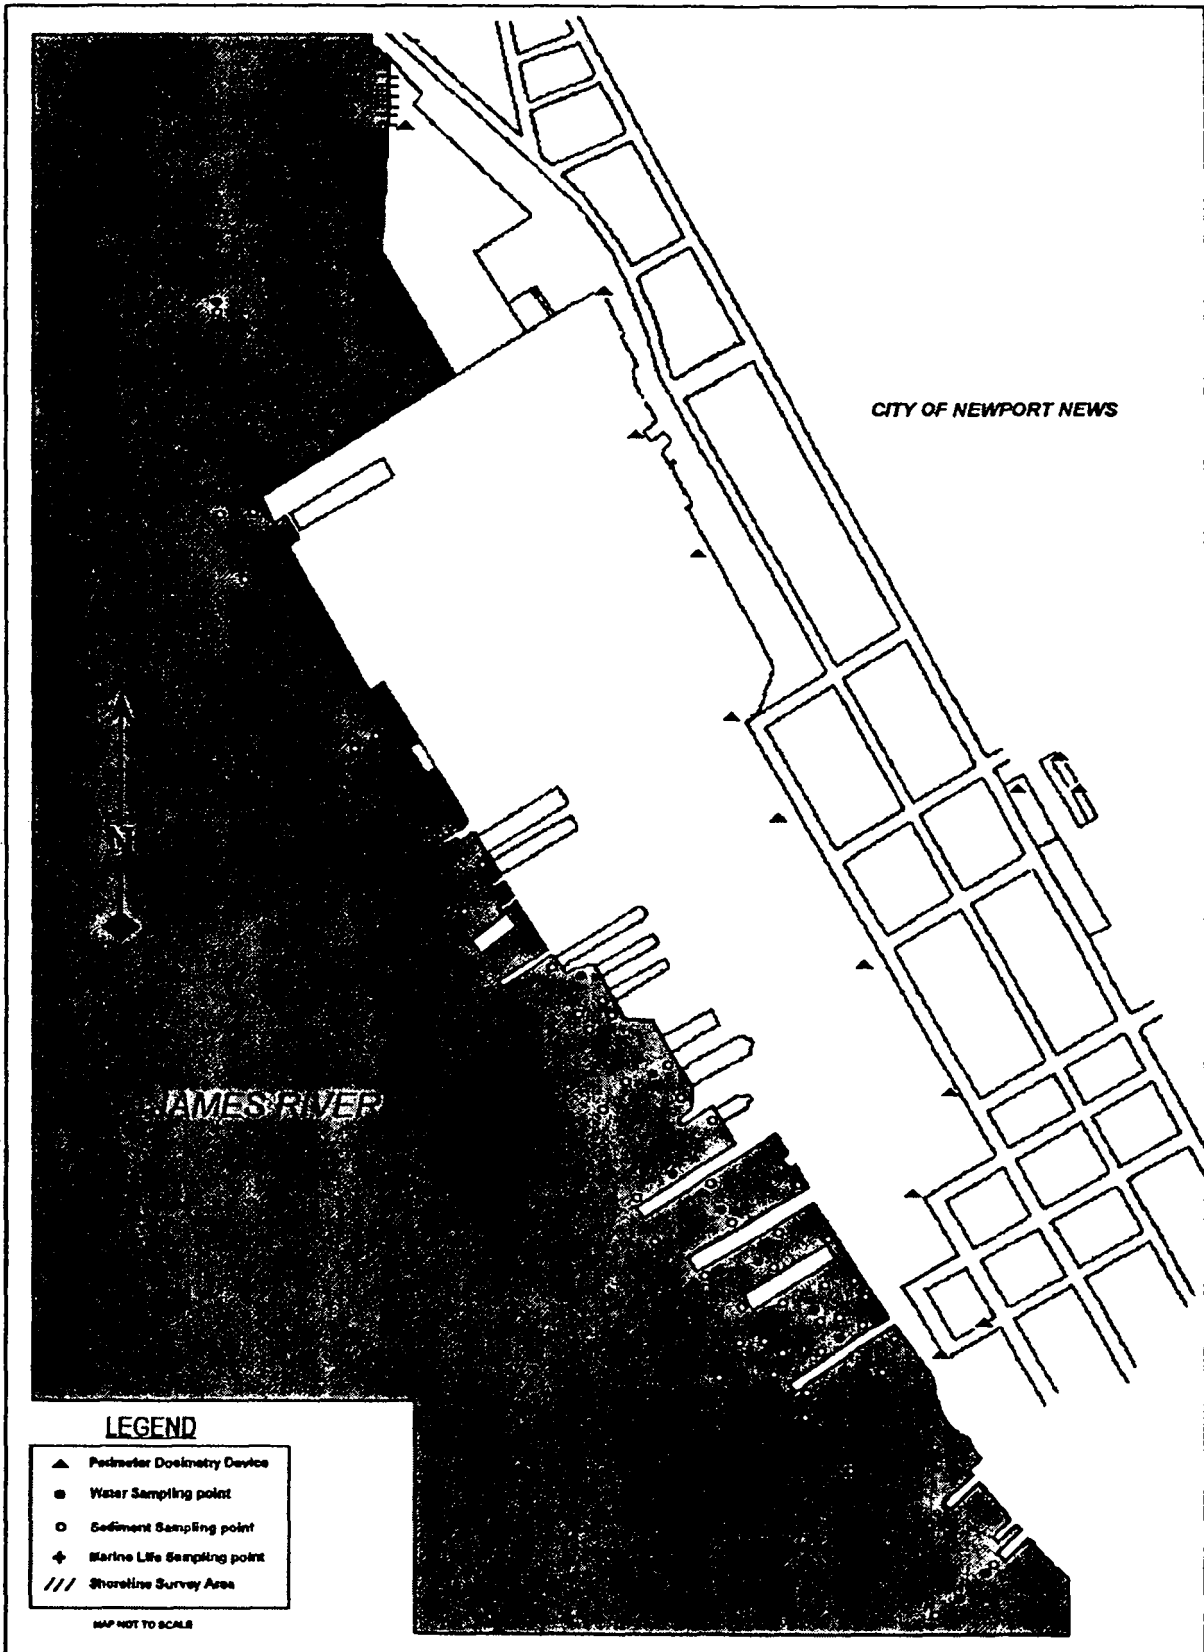 CITY OF NEWPORT NEWS
N
JAMES RIVER
LEGEND
Perimeter Dosimetry Device
Water Sampling point
Sediment Sampling point
Marine Life Sampling point
Shoreline Survey Area
MAP NOT TO SCALE